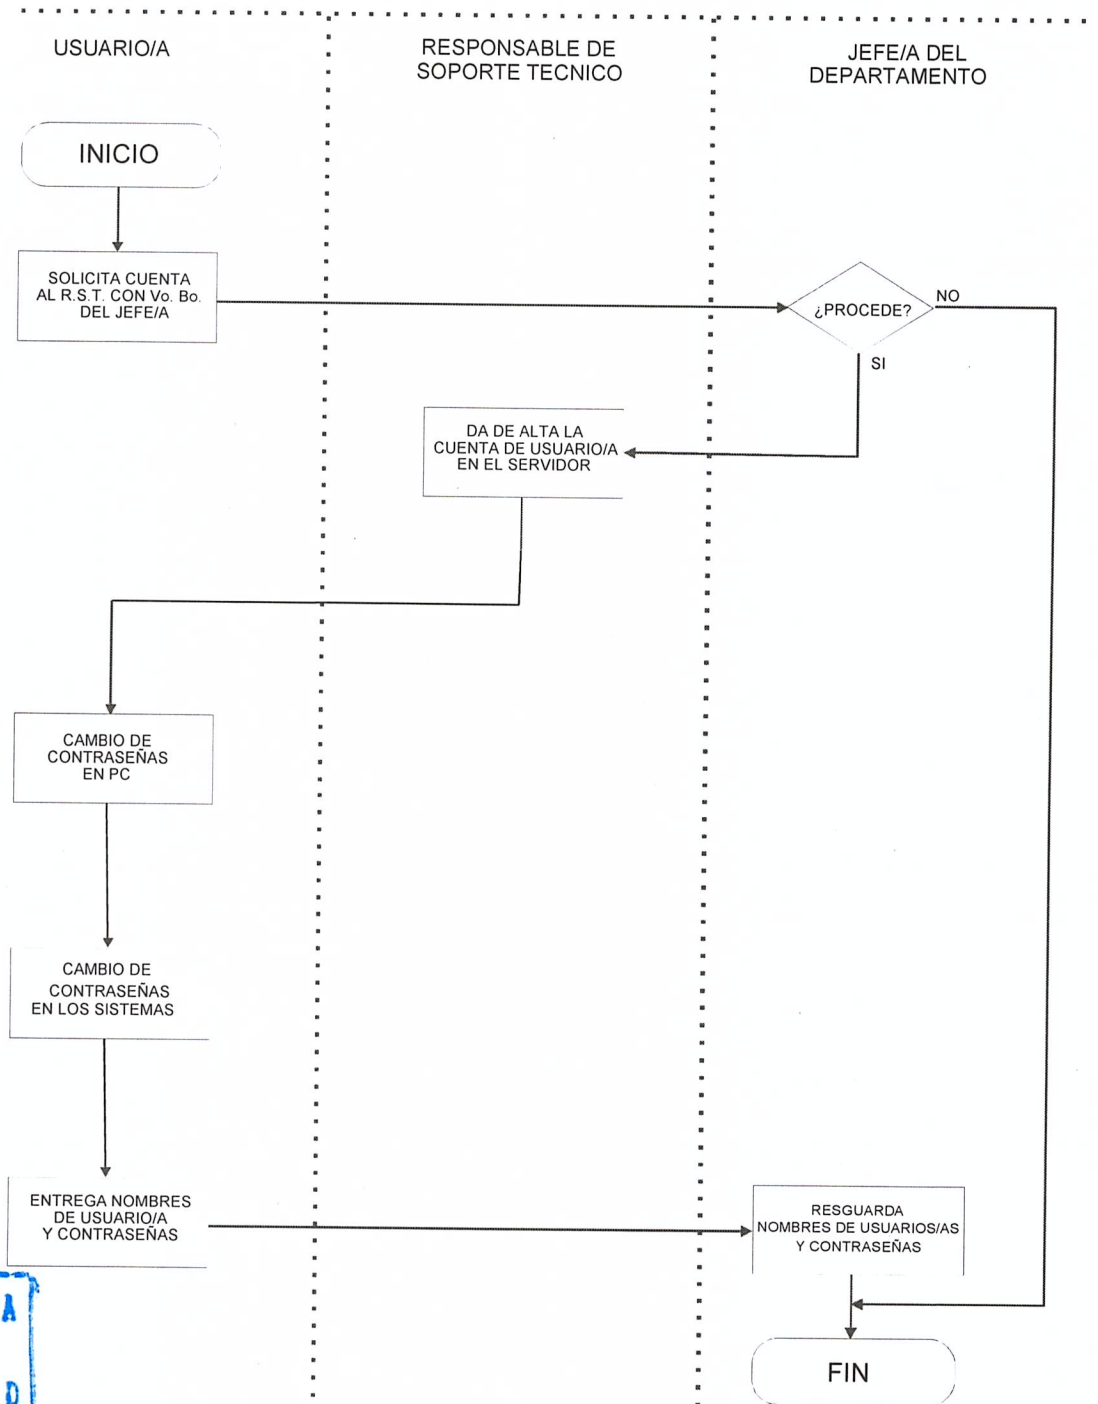 USUARIO/A
RESPONSABLE DE
SOPORTE TECNICO
JEFE/A DEL
DEPARTAMENTO
INICIO
SOLICITA CUENTA
AL R.S.T. CON Vo. Bo.
DEL JEFE/A
¿PROCEDE?
NO
SI
DA DE ALTA LA
CUENTA DE USUARIO/A
EN EL SERVIDOR
CAMBIO DE
CONTRASEÑAS
EN PC
CAMBIO DE
CONTRASEÑAS
EN LOS SISTEMAS
ENTREGA NOMBRES
DE USUARIO/A
Y CONTRASEÑAS
RESGUARDA
NOMBRES DE USUARIOS/AS
Y CONTRASEÑAS
A
D
FIN